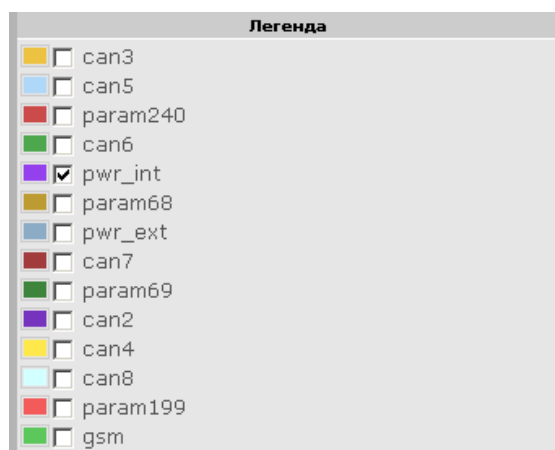 Легенда
can3
can5
param240
can6
pwr_int
param68
pwr_ext
can7
param69
can2
can4
can8
param199
gsm